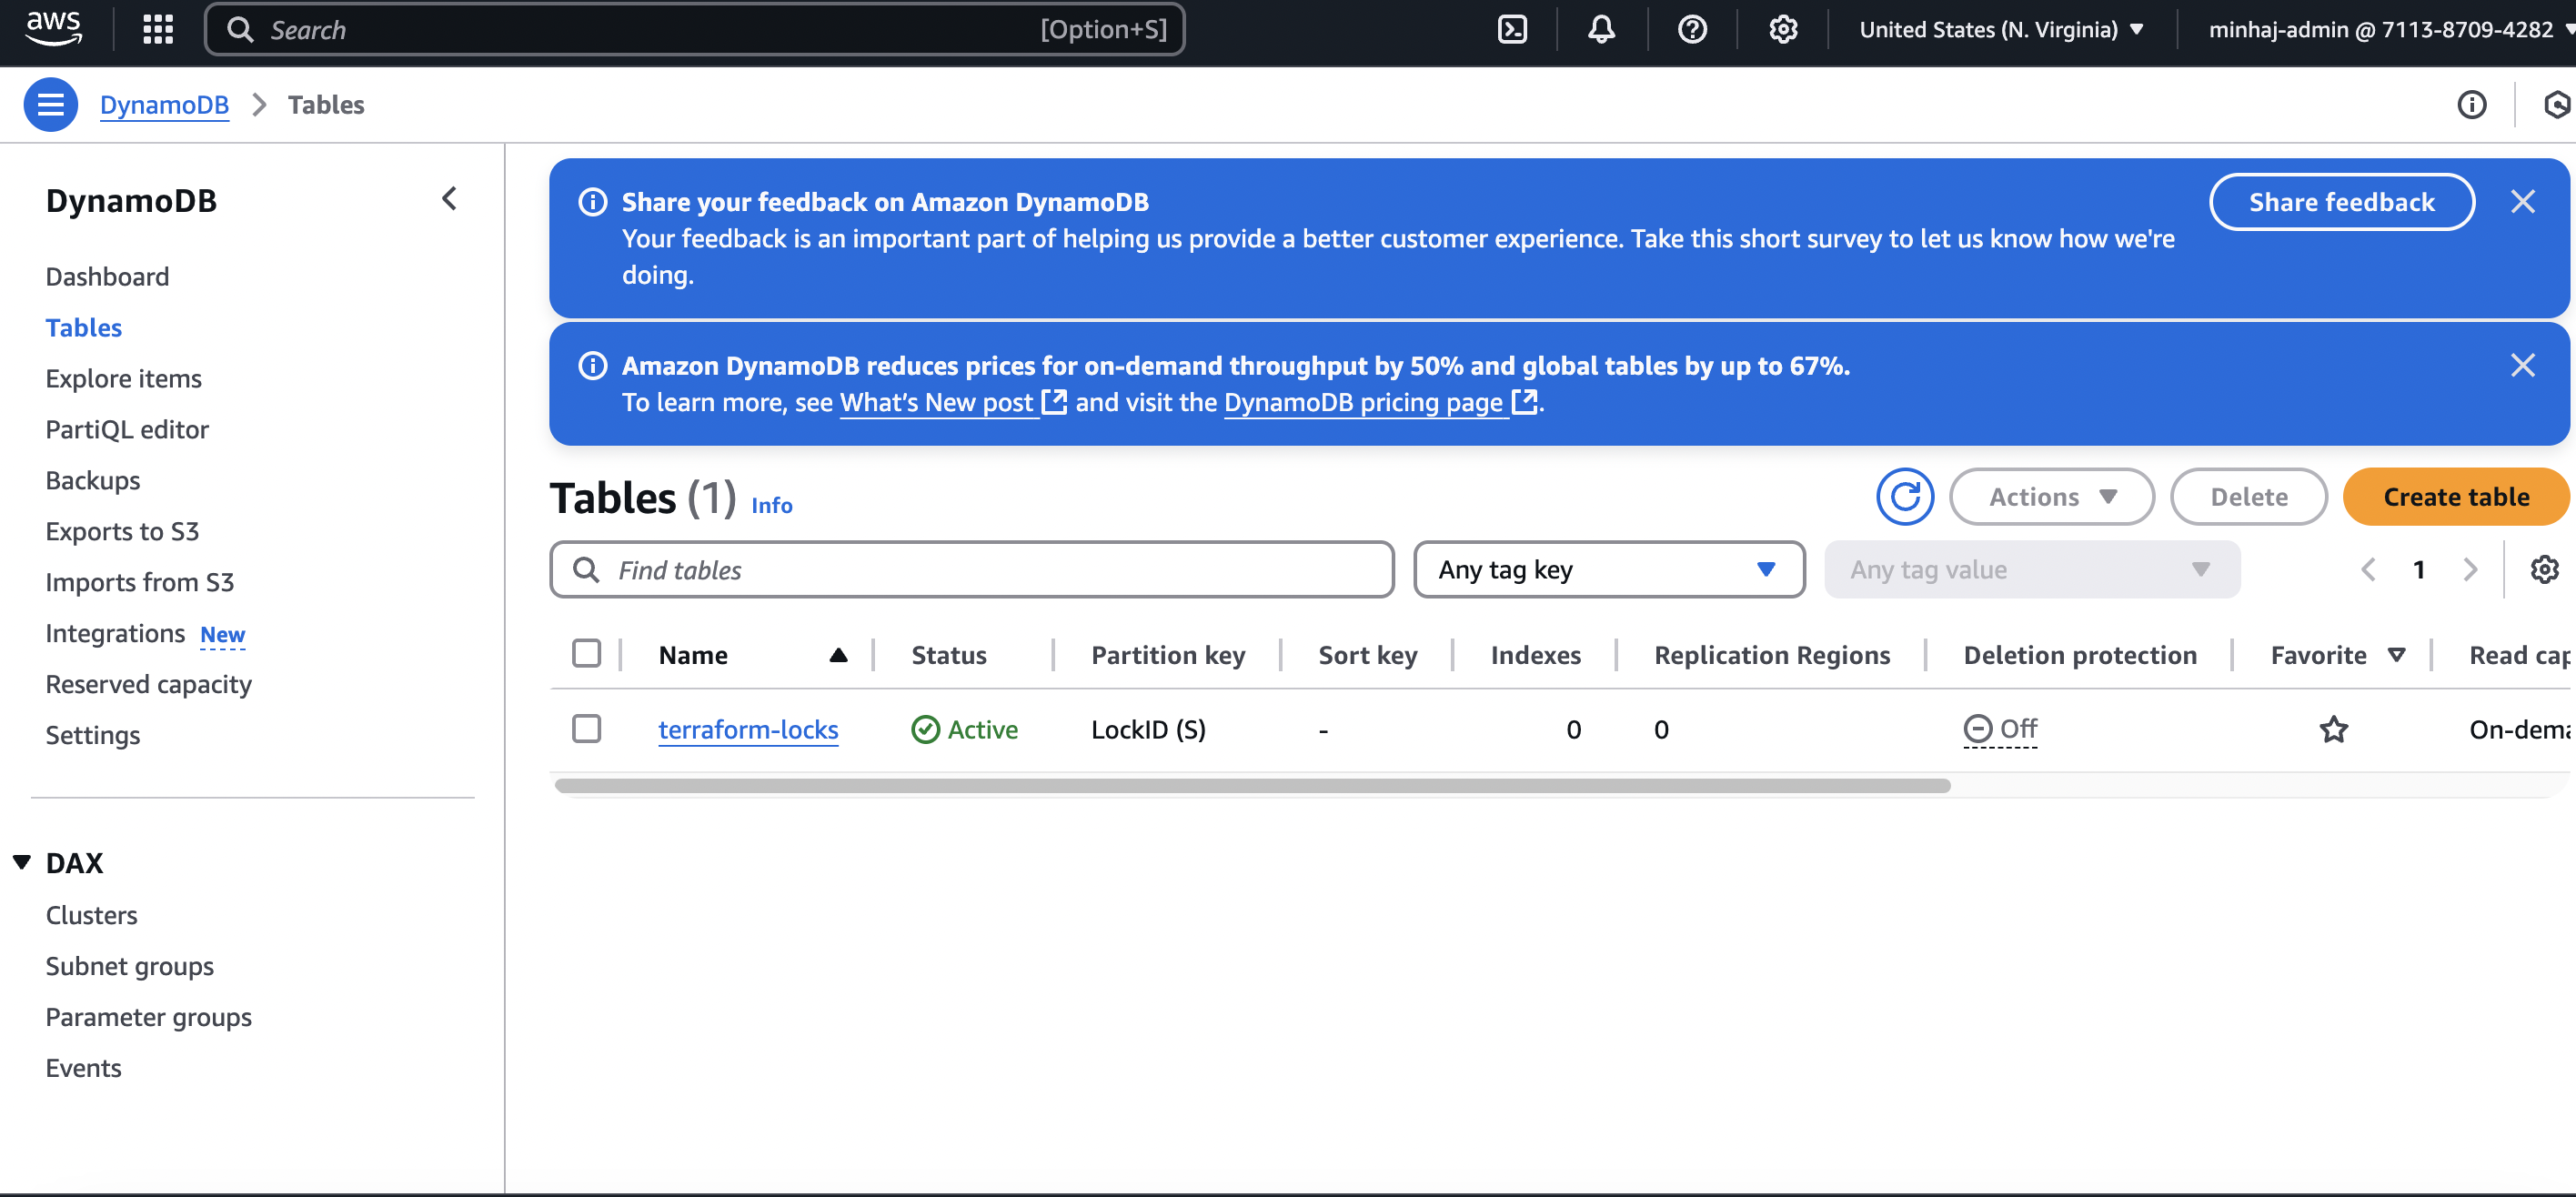 aws
Search [Option+S]
United States (N. Virginia)
minhaj-admin @ 7113-8709-4282
DynamoDB
Tables
DynamoDB
Dashboard
Tables
Explore items
PartiQL editor
Backups
Exports to S3
Imports from S3
Integrations New
Reserved capacity
Settings
DAX
Clusters
Subnet groups
Parameter groups
Events
Share your feedback on Amazon DynamoDB
Your feedback is an important part of helping us provide a better customer experience. Take this short survey to let us know how we're
doing.
Share feedback
Amazon DynamoDB reduces prices for on-demand throughput by 50% and global tables by up to 67%.
To learn more, see What's New post and visit the DynamoDB pricing page .
Tables (1) Info
Actions
Delete
Create table
Find tables
Any tag key
Any tag value
1
Name Status Partition key Sort key Indexes Replication Regions Deletion protection Favorite Read cap
terraform-locks Active LockID (S) - 0 0 Off On-dema